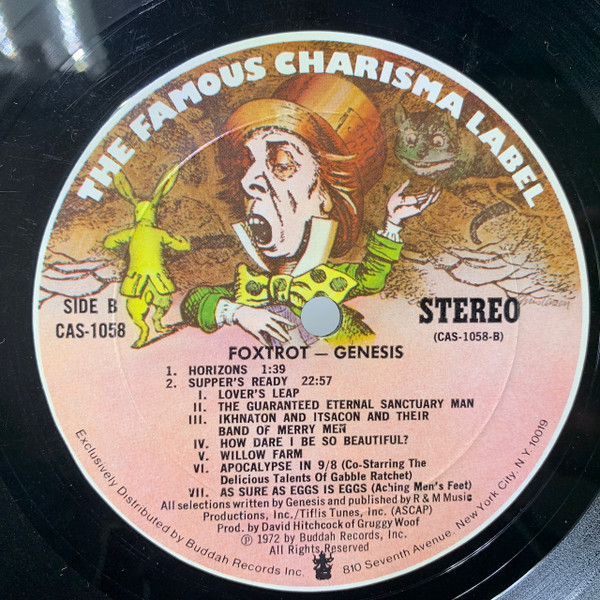 THE FAMOUS CHARISMA LABEL
SIDE B
CAS-1058
STEREO
(CAS-1058-B)
FOXTROT — GENESIS
1. HORIZONS 1:39
2. SUPPER'S READY 22:57
I. LOVER'S LEAP
II. THE GUARANTEED ETERNAL SANCTUARY MAN
III. IKHNATON AND ITSACON AND THEIR
BAND OF MERRY MEN
IV. HOW DARE I BE SO BEAUTIFUL?
V. WILLOW FARM
VI. APOCALYPSE IN 9/8 (Co-Starring The
Delicious Talents Of Gabble Ratchet)
VII. AS SURE AS EGGS IS EGGS (Aching Men's Feet)
All selections written by Genesis and published by R & M Music
Productions, Inc./Tiflis Tunes, Inc. (ASCAP)
Prod. by David Hitchcock of Gruggy Woof
Ⓟ 1972 by Buddah Records, Inc.
All Rights Reserved
Exclusively Distributed by Buddah Records Inc. 810 Seventh Avenue, New York City, N.Y. 10019